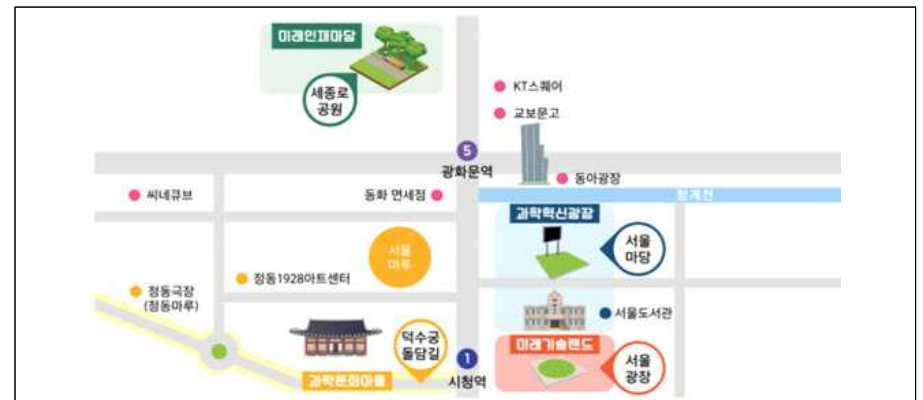 미래인재마당
세종로
공원
KT스퀘어
교보문고
5
광화문역
동아광장
씨네큐브
동화 면세점
청계천
과학혁신광장
서울
마당
서울
마루
정동1928아트센터
정동극장
(정동마루)
서울도서관
덕수궁
돌담길
1
시청역
미래기술랜드
서울
광장
과학문화마을